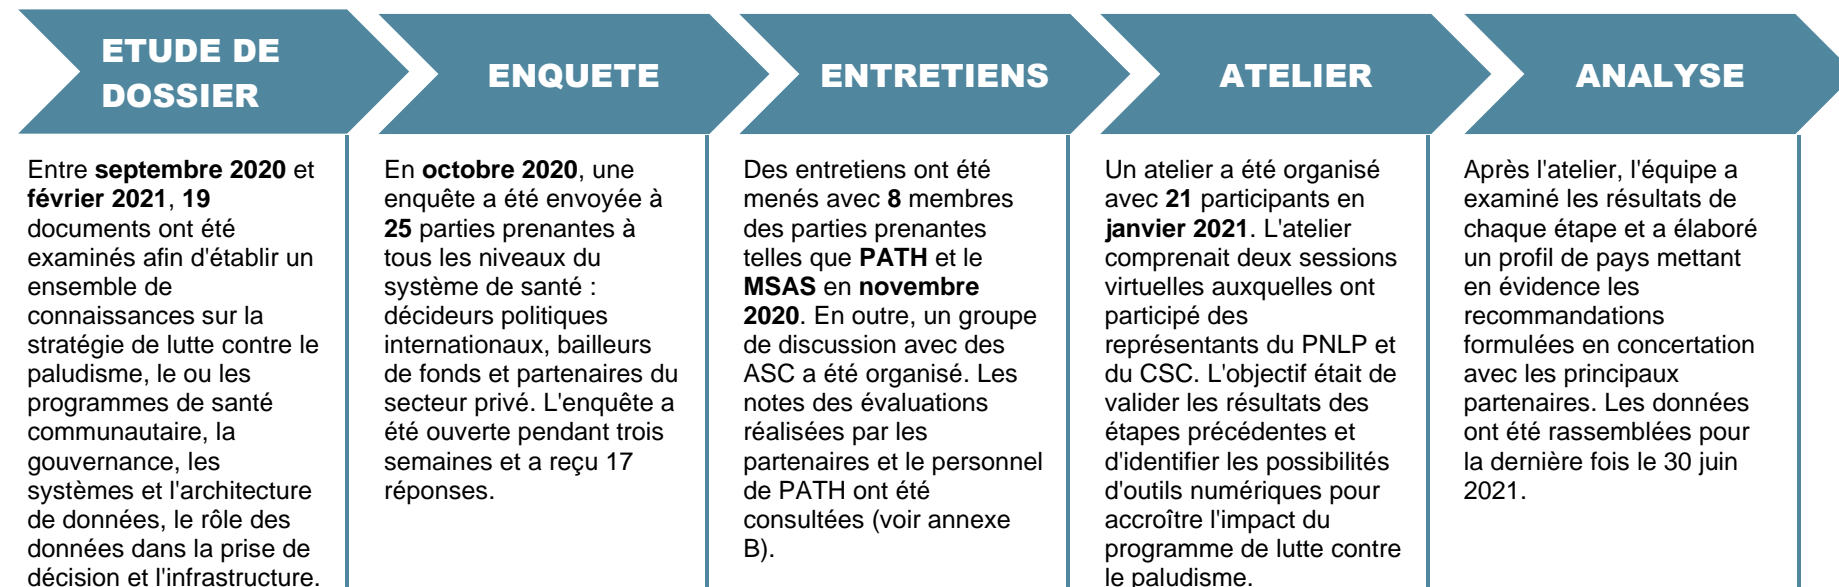 ETUDE DE
DOSSIER
Entre septembre 2020 et
février 2021, 19
documents ont été
examinés afin d'établir un
ensemble de
connaissances sur la
stratégie de lutte contre le
paludisme, le ou les
programmes de santé
communautaire, la
gouvernance, les
systèmes et l'architecture
de données, le rôle des
données dans la prise de
décision et l'infrastructure.
ENQUETE
En octobre 2020, une
enquête a été envoyée à
25 parties prenantes à
tous les niveaux du
système de santé :
décideurs politiques
internationaux, bailleurs
de fonds et partenaires du
secteur privé. L'enquête a
été ouverte pendant trois
semaines et a reçu 17
réponses.
ENTRETIENS
Des entretiens ont été
menés avec 8 membres
des parties prenantes
telles que PATH et le
MSAS en novembre
2020. En outre, un groupe
de discussion avec des
ASC a été organisé. Les
notes des évaluations
réalisées par les
partenaires et le personnel
de PATH ont été
consultées (voir annexe
B).
ATELIER
Un atelier a été organisé
avec 21 participants en
janvier 2021. L'atelier
comprenait deux sessions
virtuelles auxquelles ont
participé des
représentants du PNLP et
du CSC. L'objectif était de
valider les résultats des
étapes précédentes et
d'identifier les possibilités
d'outils numériques pour
accroître l'impact du
programme de lutte contre
le paludisme.
ANALYSE
Après l'atelier, l'équipe a
examiné les résultats de
chaque étape et a élaboré
un profil de pays mettant
en évidence les
recommandations
formulées en concertation
avec les principaux
partenaires. Les données
ont été rassemblées pour
la dernière fois le 30 juin
2021.